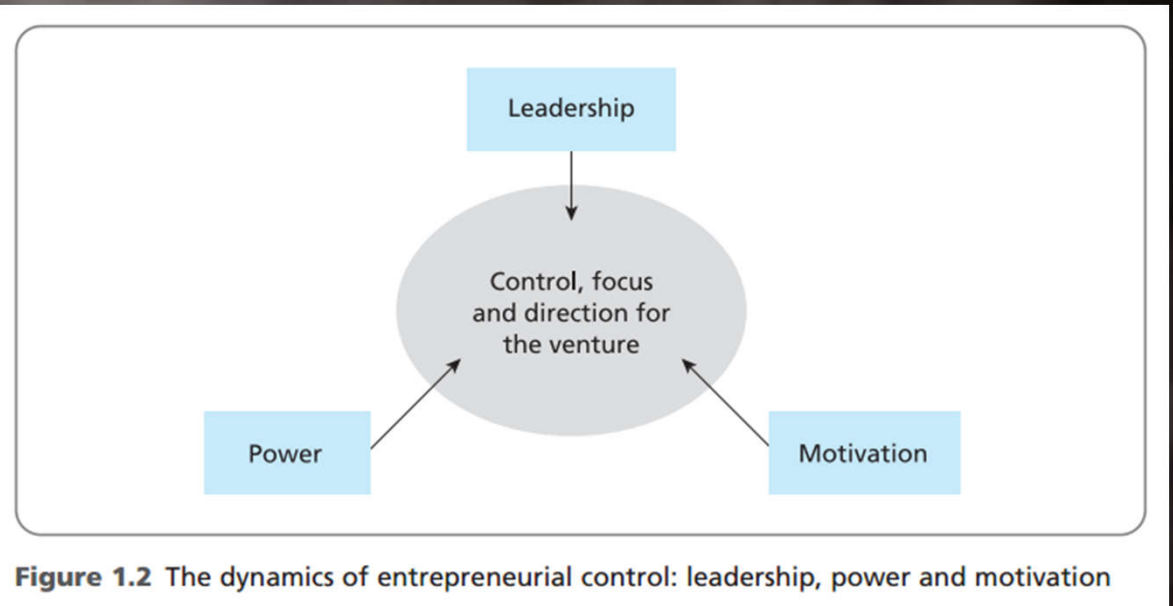 Leadership
Control, focus
and direction for
the venture
Power
Motivation
Figure 1.2 The dynamics of entrepreneurial control: leadership, power and motivation